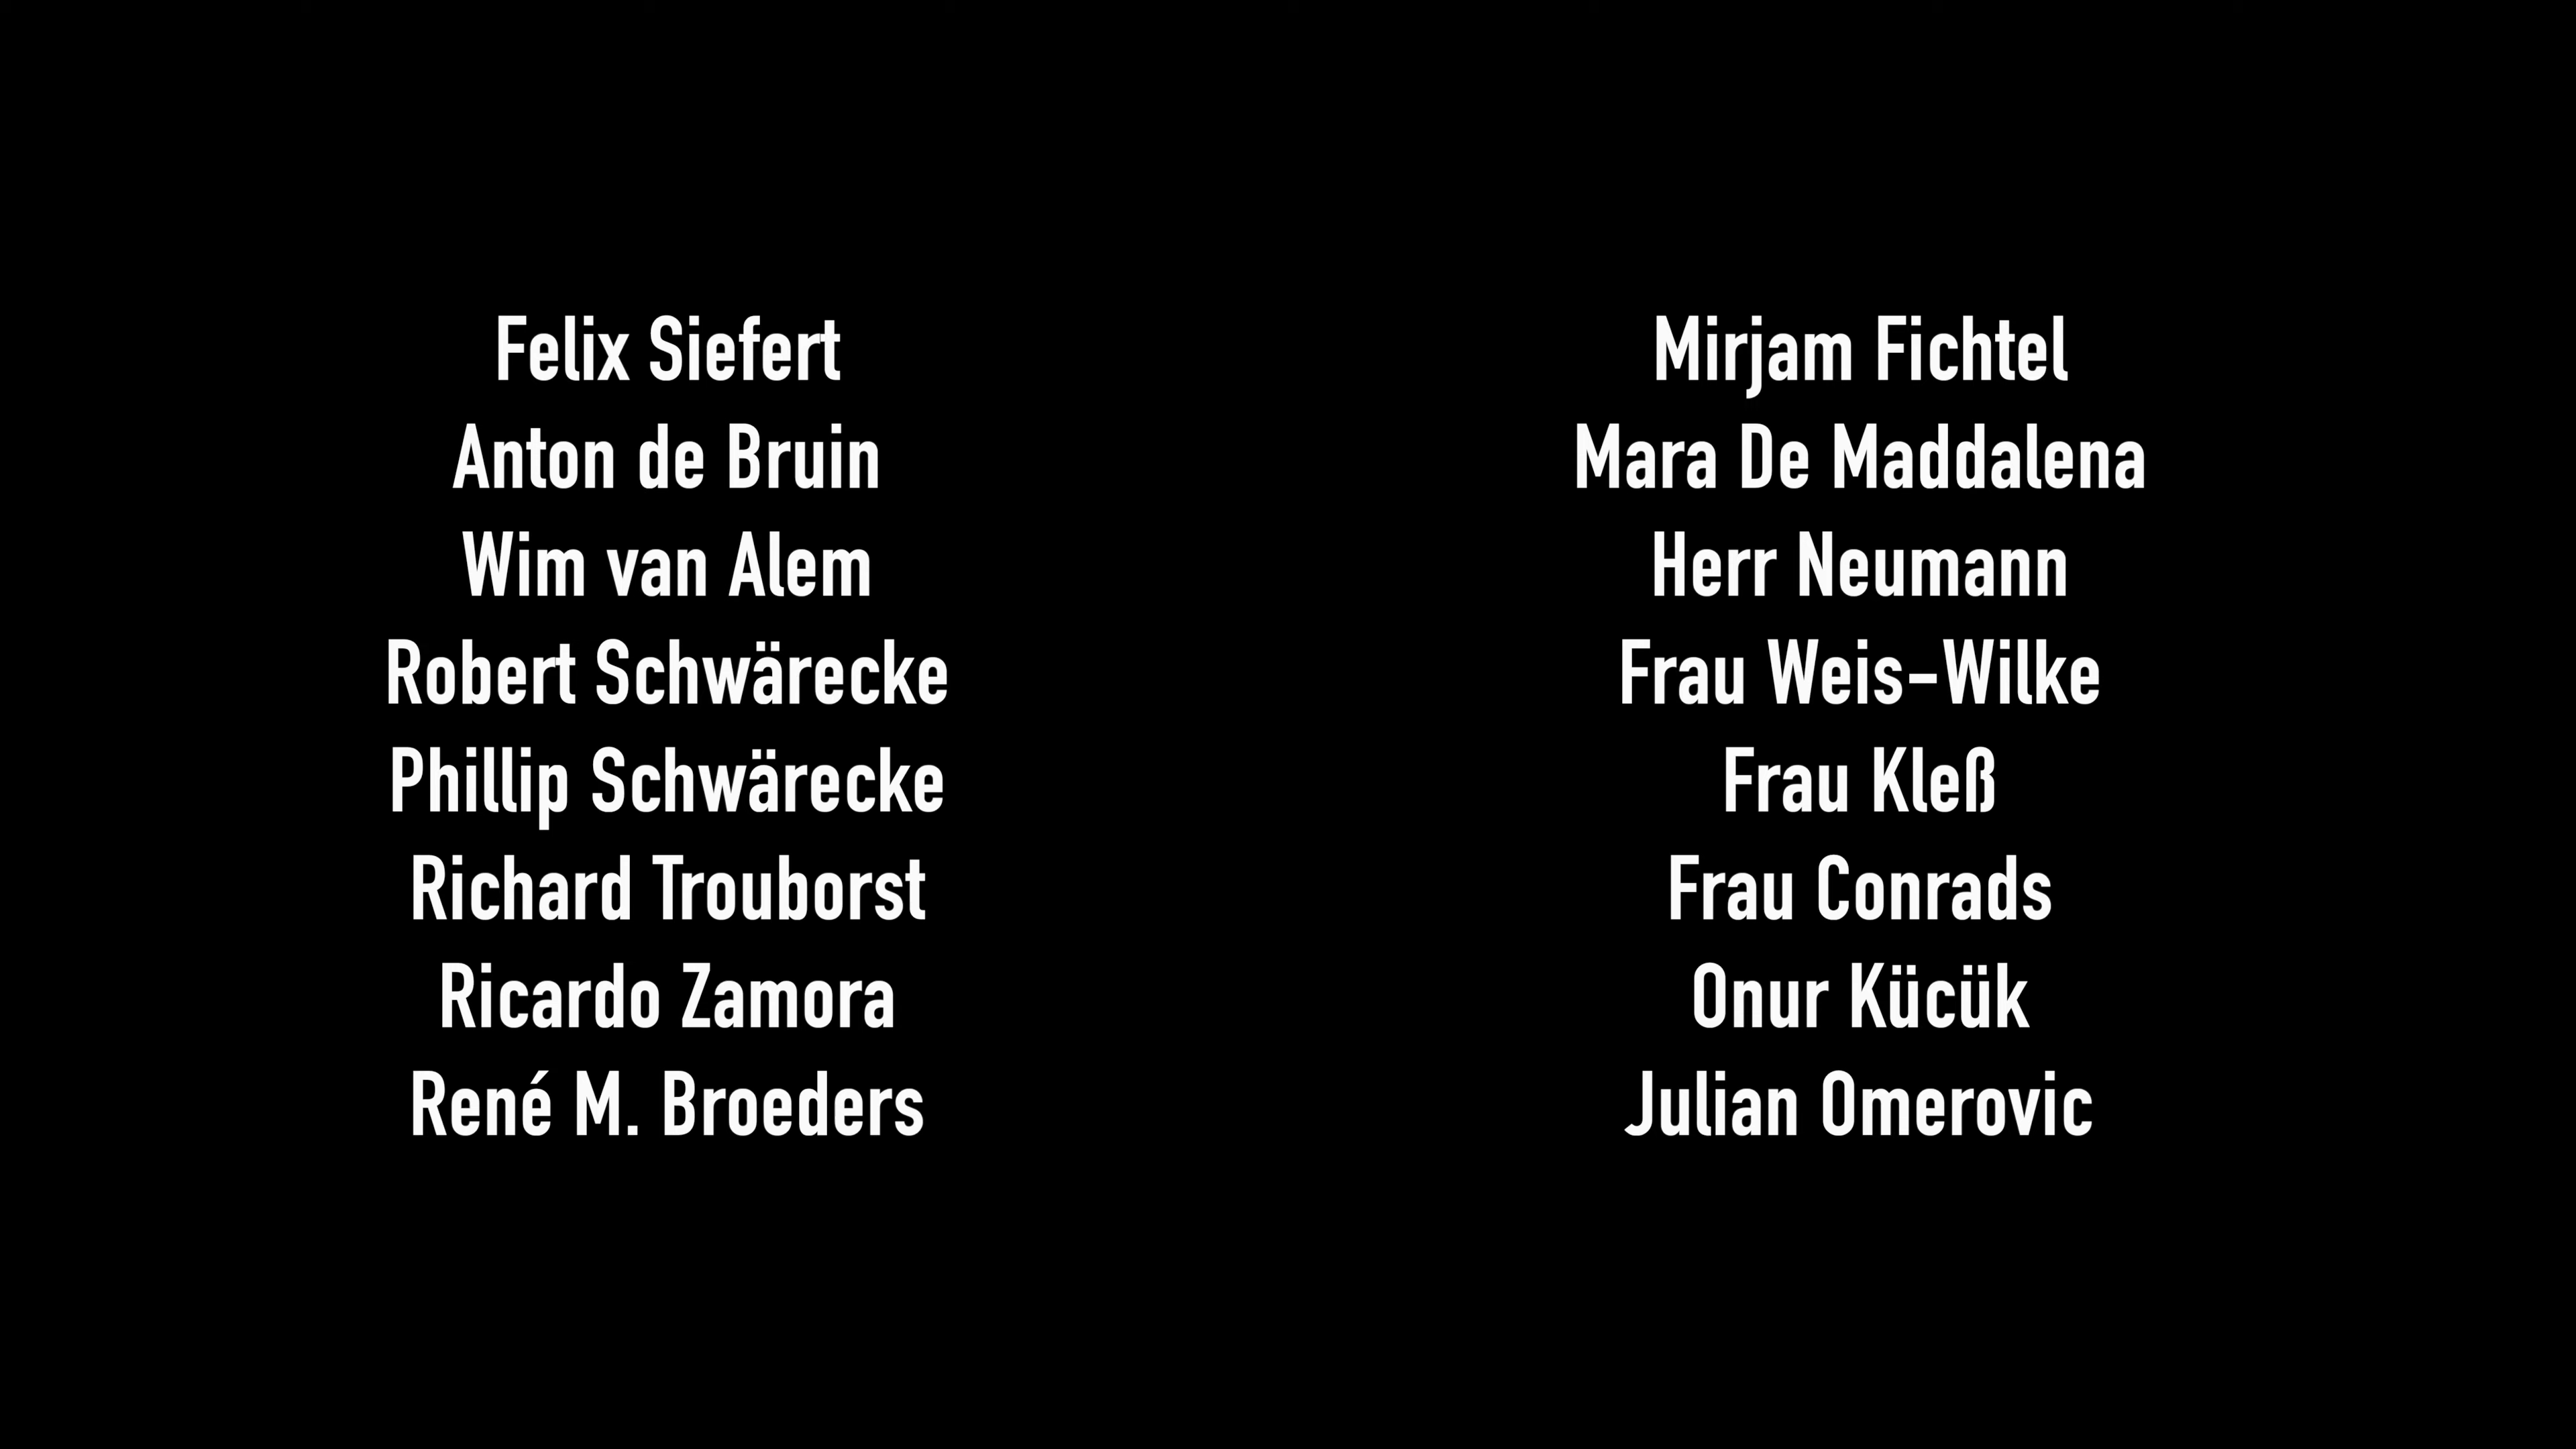 Felix Siefert
Anton de Bruin
Wim van Alem
Robert Schwärecke
Phillip Schwärecke
Richard Trouborst
Ricardo Zamora
René M. Broeders
Mirjam Fichtel
Mara De Maddalena
Herr Neumann
Frau Weis-Wilke
Frau Kleß
Frau Conrads
Onur Kücük
Julian Omerovic